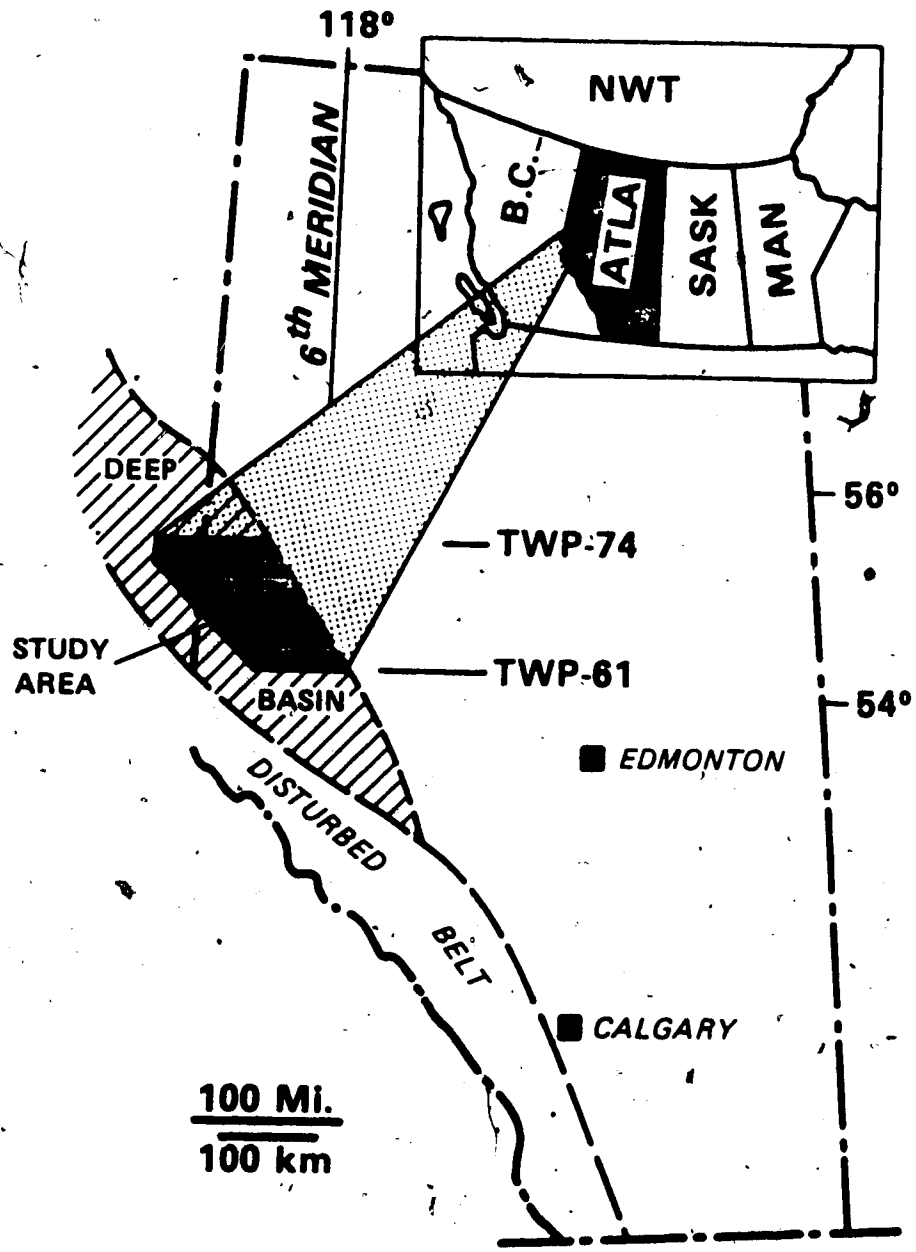 118°
NWT
6th MERIDIAN
B.C.
ATLA
SASK
MAN
DEEP
56°
TWP-74
STUDY
AREA
TWP-61
BASIN
54°
EDMONTON
DISTURBED
BELT
CALGARY
100 Mi.
100 km